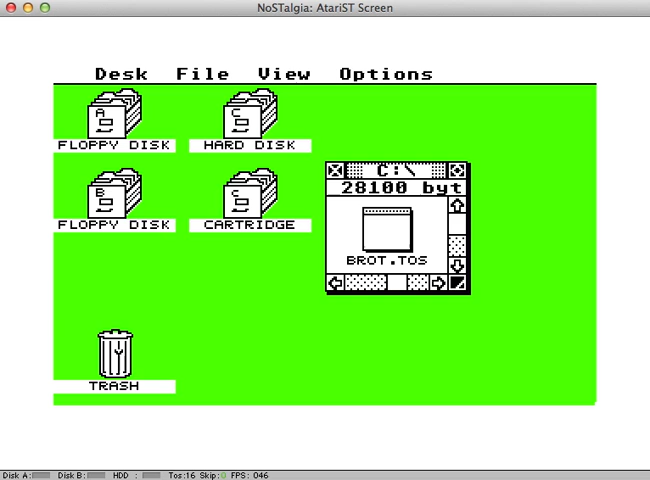 NoSTalgia: AtariST Screen
Desk File View Options
A
FLOPPY DISK
C
HARD DISK
B
FLOPPY DISK
c
CARTRIDGE
C:\
28100 byt
BROT.TOS
TRASH
Disk A: Disk B: HDD : Tos:16 Skip:0 FPS: 046